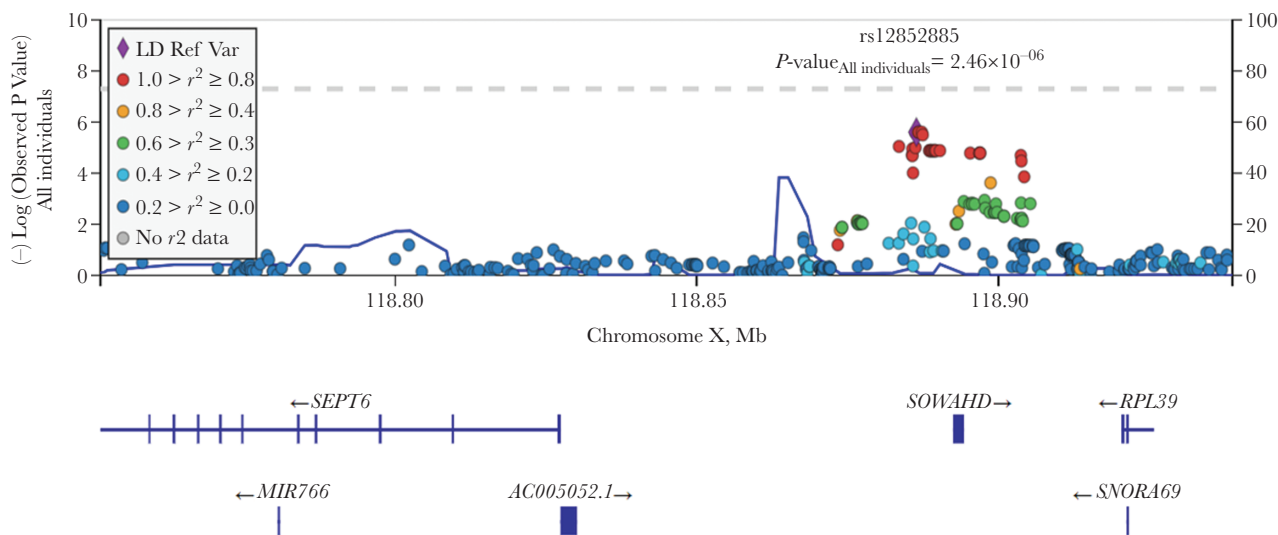 10
100
rs12852885
P-value All individuals = 2.46×10⁻⁰⁶
LD Ref Var
1.0 > r² ≥ 0.8
0.8 > r² ≥ 0.4
0.6 > r² ≥ 0.3
0.4 > r² ≥ 0.2
0.2 > r² ≥ 0.0
No r2 data
(–) Log (Observed P Value)
All individuals
8
80
6
60
4
40
2
20
0
0
118.80
118.85
118.90
Chromosome X, Mb
←SEPT6
SOWAHD→
←RPL39
←MIR766
AC005052.1→
← SNORA69